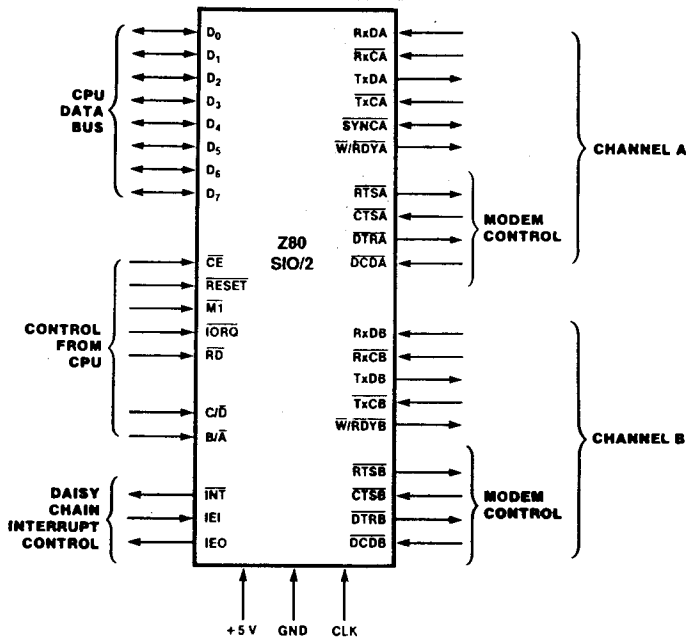 CPU
DATA
BUS
D0
D1
D2
D3
D4
D5
D6
D7
CONTROL
FROM
CPU
CE
RESET
M1
IORQ
RD
C/D
B/A
DAISY
CHAIN
INTERRUPT
CONTROL
INT
IEI
IEO
Z80
SIO/2
RxDA
RxCA
TxDA
TxCA
SYNCA
W/RDYA
RTSA
CTSA
DTRA
DCDA
MODEM
CONTROL
CHANNEL A
RxDB
RxCB
TxDB
TxCB
W/RDYB
RTSB
CTSB
DTRB
DCDB
MODEM
CONTROL
CHANNEL B
+5 V
GND
CLK